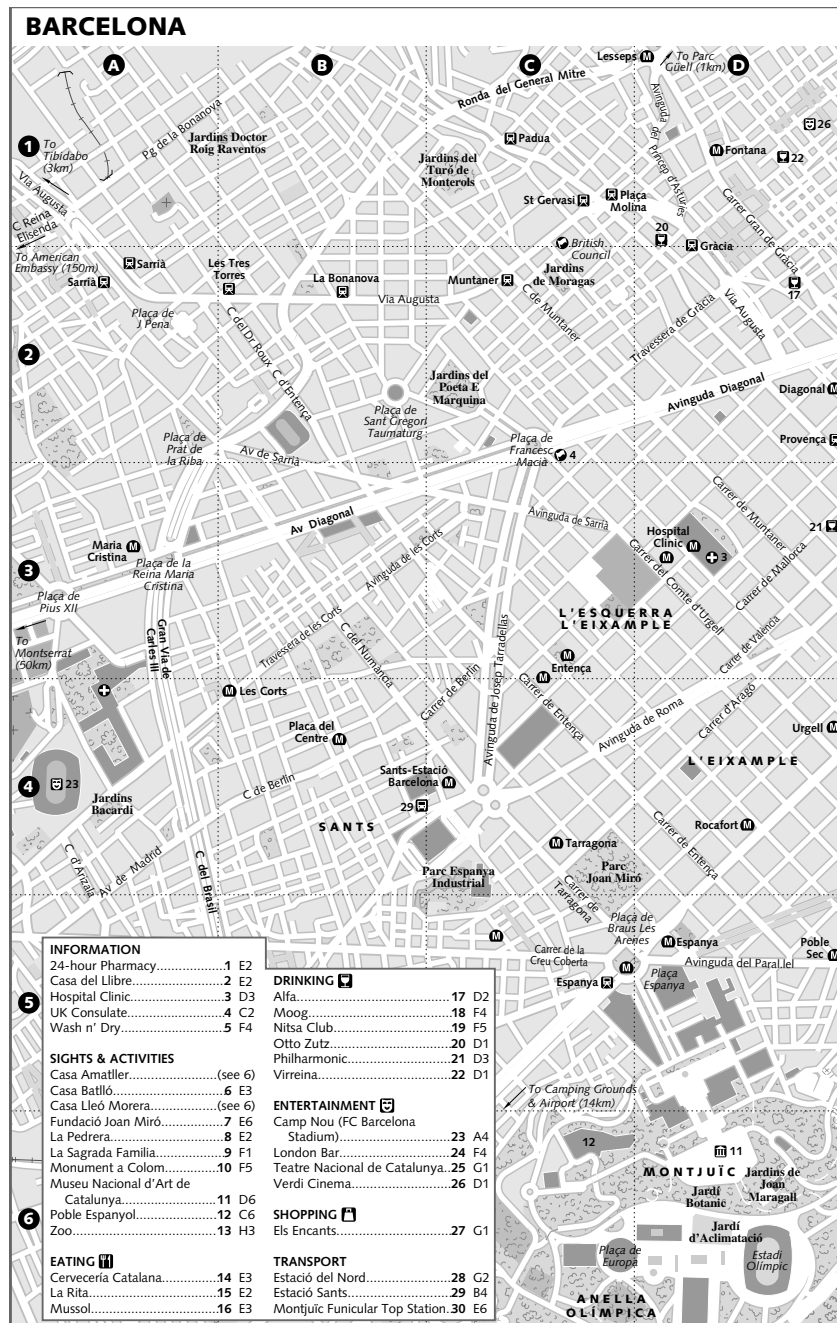 BARCELONA
A
B
C
D
Lesseps M
To Parc
Güell (1km)
Ronda del General Mitre
Avinguda
del Príncep d'Astúries
26
1
To
Tibidabo
(3km)
Pg de la Bonanova
Jardins Doctor
Roig Raventos
Padua
M Fontana
22
Jardins del
Turó de
Monterols
Via Augusta
St Gervasi
Plaça
Molina
Carrer Gran de Gràcia
C Reina
Elisenda
20
British
Council
Gràcia
To American
Embassy (150m)
Sarrià
Sarrià
Les Tres
Torres
La Bonanova
Muntaner
Jardins
de Moragas
17
Via Augusta
C de Muntaner
Via Augusta
Plaça de
J Pena
C del Dr Roux
C d'Entença
Travessera de Gràcia
2
Jardins del
Poeta E
Marquina
Avinguda Diagonal
Diagonal M
Plaça de
Sant Gregori
Taumaturg
Plaça de
Prat de
la Riba
Av de Sarrià
Plaça de
Francesc
Macià
4
Provença
Av Diagonal
Avinguda de Sarrià
Carrer de Muntaner
21
Maria
Cristina M
Hospital
Clinic M
M
3
Plaça de la
Reina Maria
Cristina
Avinguda de les Corts
Carrer del Comte d'Urgell
Carrer de Mallorca
3
Plaça de
Pius XII
L'ESQUERRA
L'EIXAMPLE
To
Montserrat
(50km)
Gran Via de
Carles III
Travessera de les Corts
C del Numància
Avinguda de Josep Tarradellas
M
Entença
M
Carrer de València
M Les Corts
Carrer de Berlín
Carrer de Entença
Avinguda de Roma
Carrer d'Aragó
Placa del
Centre M
Urgell M
L'EIXAMPLE
4
23
Sants-Estació
Barcelona M
C de Berlín
29
Jardins
Bacardi
SANTS
Rocafort M
M Tarragona
Carrer de Entença
C d'Arizala
Av de Madrid
C del Brasil
Parc Espanya
Industrial
Parc
Joan Miró
Carrer de
Tarragona
Plaça de
Braus Les
Arenes
M
M Espanya
Poble
Sec M
Carrer de la
Creu Coberta
M
Avinguda del Paral.lel
Espanya
Plaça
Espanya
5
INFORMATION
24-hour Pharmacy..............1 E2
Casa del Llibre....................2 E2
Hospital Clinic.....................3 D3
UK Consulate.....................4 C2
Wash n' Dry.......................5 F4
SIGHTS & ACTIVITIES
Casa Amatller................(see 6)
Casa Batlló.........................6 E3
Casa Lleó Morera...........(see 6)
Fundació Joan Miró............7 E6
La Pedrera..........................8 E2
La Sagrada Familia..............9 F1
Monument a Colom..........10 F5
Museu Nacional d'Art de
Catalunya......................11 D6
Poble Espanyol.................12 C6
Zoo..................................13 H3
EATING
Cervecería Catalana..........14 E3
La Rita..............................15 E2
Mussol.............................16 E3
DRINKING
Alfa..................................17 D2
Moog...............................18 F4
Nitsa Club........................19 F5
Otto Zutz.........................20 D1
Philharmonic....................21 D3
Virreina............................22 D1
ENTERTAINMENT
Camp Nou (FC Barcelona
Stadium).......................23 A4
London Bar.......................24 F4
Teatre Nacional de Catalunya..25 G1
Verdi Cinema....................26 D1
SHOPPING
Els Encants.......................27 G1
TRANSPORT
Estació del Nord................28 G2
Estació Sants.....................29 B4
Montjuïc Funicular Top Station.30 E6
To Camping Grounds
& Airport (14km)
12
11
MONTJUÏC
Jardins de
Joan
Maragall
Jardí
Botanic
6
Jardí
d'Aclimatació
Plaça de
Europa
Estadi
Olímpic
ANELLA
OLÍMPICA